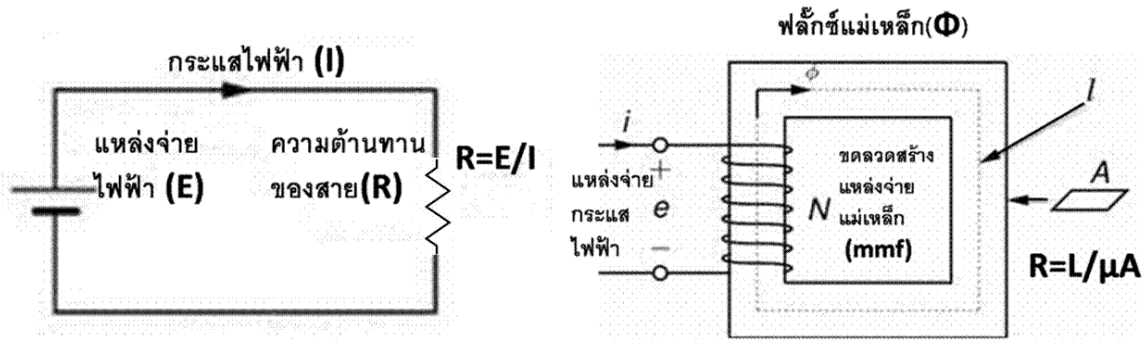 กระแสไฟฟ้า (I)
แหล่งจ่าย
ไฟฟ้า (E)
ความต้านทาน
ของสาย(R)
R=E/I
ฟลั๊กซ์แม่เหล็ก(Φ)
ϕ
l
i
+
แหล่งจ่าย
กระแส
ไฟฟ้า
e
−
N
ขดลวดสร้าง
แหล่งจ่าย
แม่เหล็ก
(mmf)
A
R=L/μA